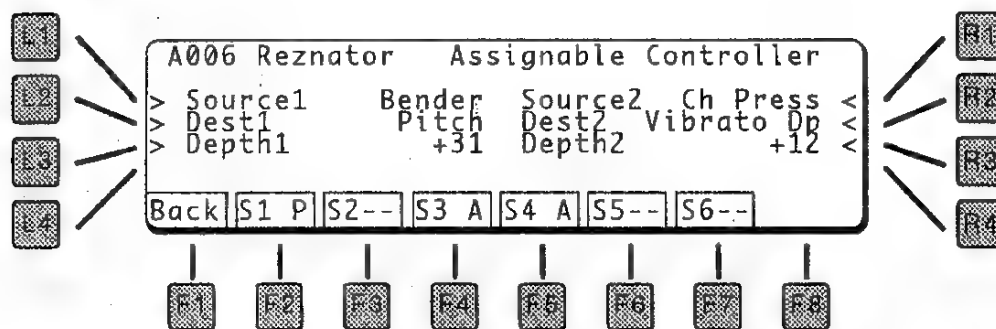 L1
R1
A006 Reznator Assignable Controller
L2
R2
> Source1 Bender Source2 Ch Press <
> Dest1 Pitch Dest2 Vibrato Dp <
> Depth1 +31 Depth2 +12 <
L3
R3
L4
R4
Back S1 P S2-- S3 A S4 A S5-- S6--
F1 F2 F3 F4 F5 F6 F7 F8